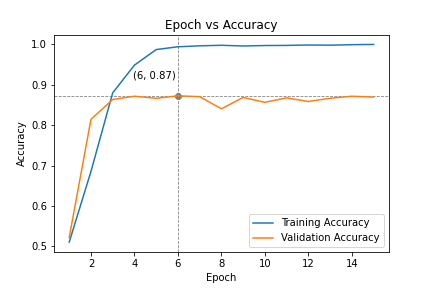 Epoch vs Accuracy
1.0
0.9
0.8
0.7
0.6
0.5
Accuracy
(6, 0.87)
Training Accuracy
Validation Accuracy
2 4 6 8 10 12 14
Epoch